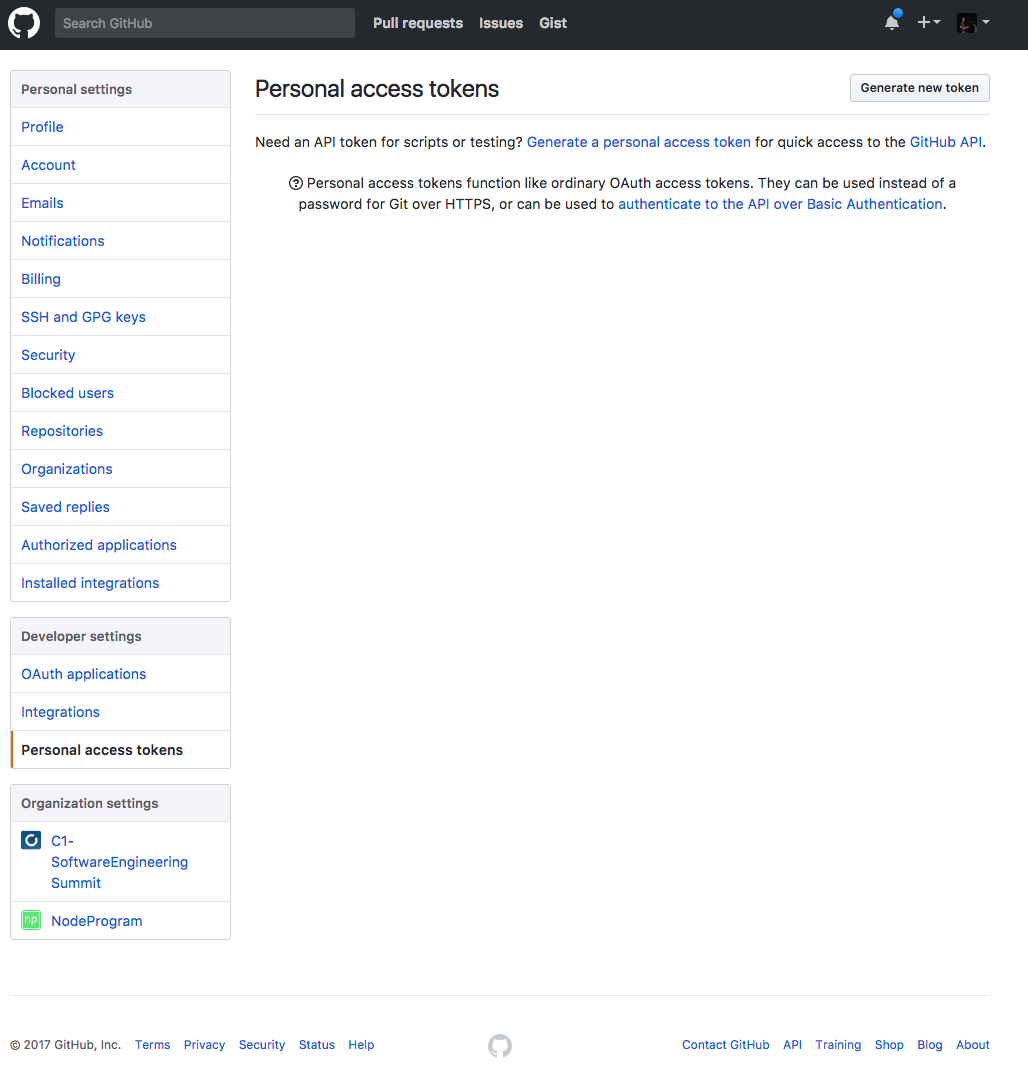 Search GitHub
Pull requests Issues Gist
Personal settings
Profile
Account
Emails
Notifications
Billing
SSH and GPG keys
Security
Blocked users
Repositories
Organizations
Saved replies
Authorized applications
Installed integrations
Developer settings
OAuth applications
Integrations
Personal access tokens
Organization settings
C1-
SoftwareEngineering
Summit
np
NodeProgram
Personal access tokens
Generate new token
Need an API token for scripts or testing? Generate a personal access token for quick access to the GitHub API.
Personal access tokens function like ordinary OAuth access tokens. They can be used instead of a
password for Git over HTTPS, or can be used to authenticate to the API over Basic Authentication.
© 2017 GitHub, Inc. Terms Privacy Security Status Help
Contact GitHub API Training Shop Blog About